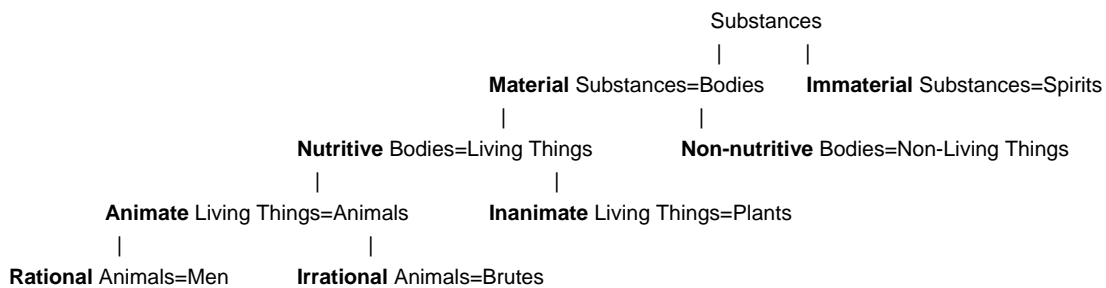 Substances
Material Substances=Bodies Immaterial Substances=Spirits
Nutritive Bodies=Living Things Non-nutritive Bodies=Non-Living Things
Animate Living Things=Animals Inanimate Living Things=Plants
Rational Animals=Men Irrational Animals=Brutes